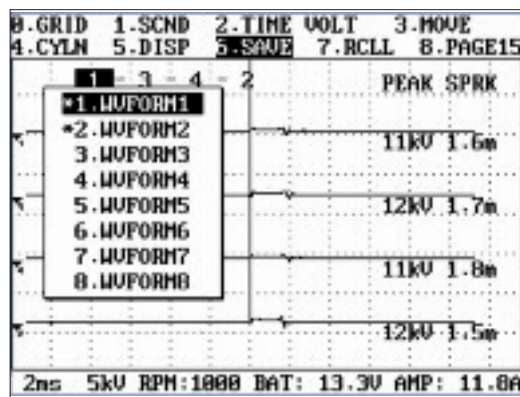 0.GRID 1.SCND 2.TIME VOLT 3.MOVE
4.CYLN 5.DISP 6.SAVE 7.RCLL 8.PAGE15
1 - 3 - 4 - 2 PEAK SPRK
*1.WVFORM1
*2.WVFORM2
11kV 1.6m
3.WVFORM3
4.WVFORM4
5.WVFORM5
12kV 1.7m
6.WVFORM6
7.WVFORM7
11kV 1.8m
8.WVFORM8
12kV 1.5m
2ms 5kV RPM:1000 BAT: 13.3V AMP: 11.8A